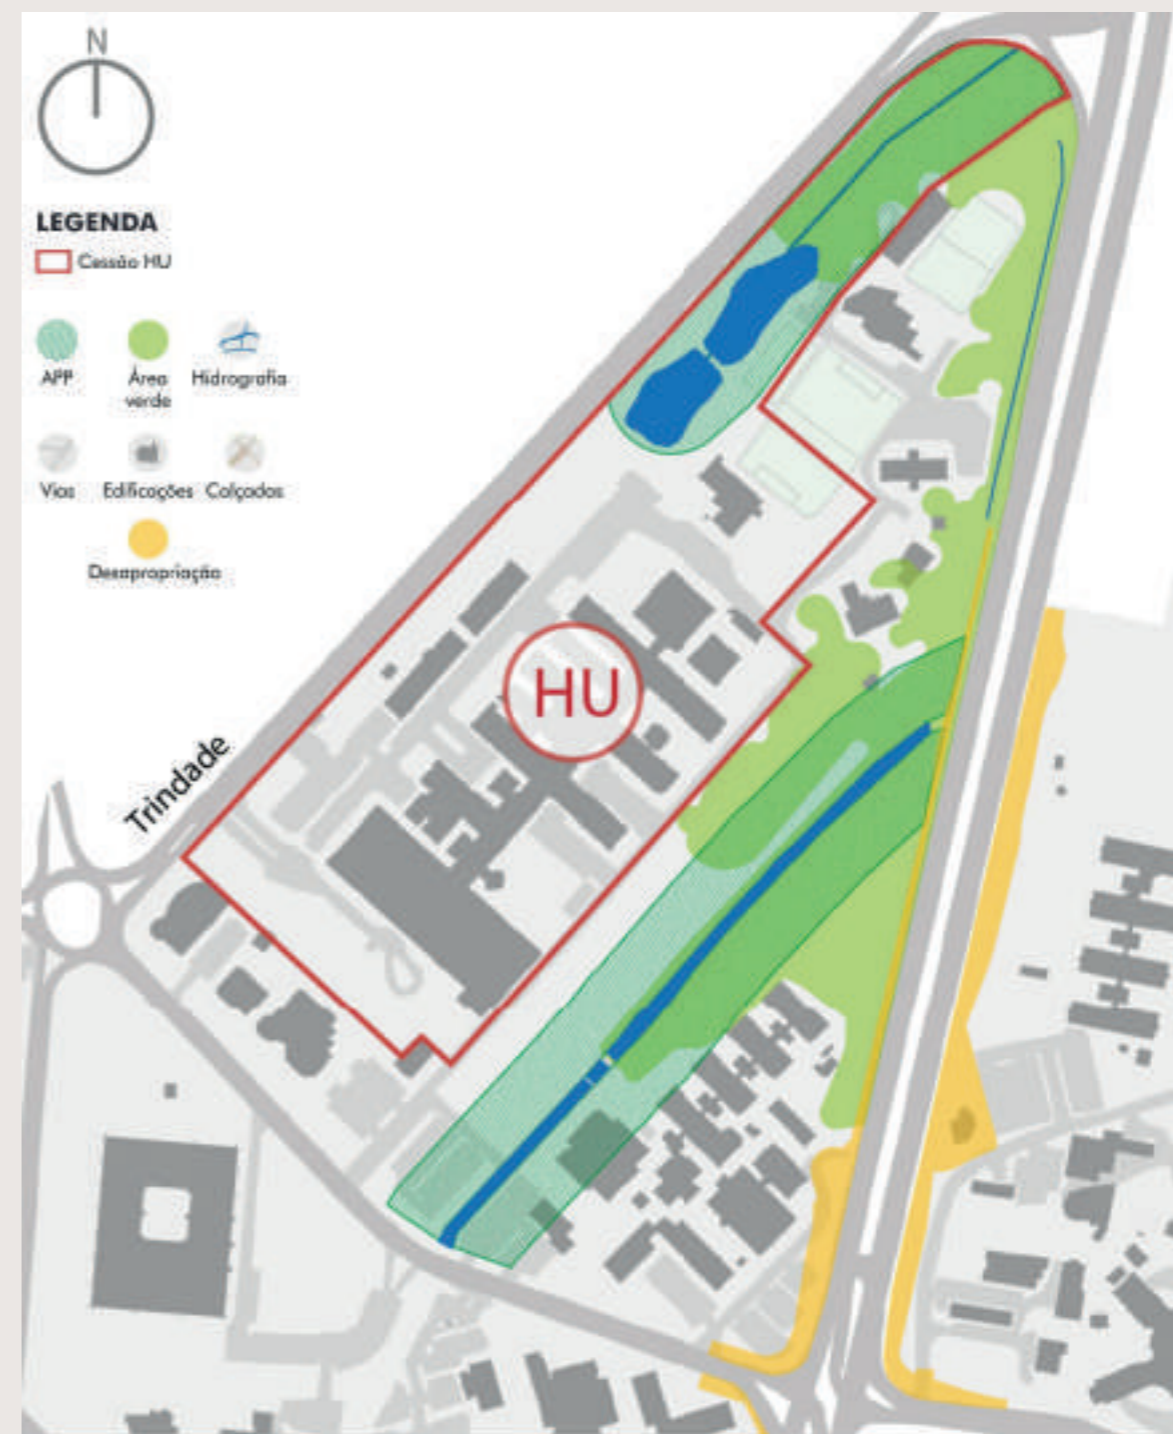 N
LEGENDA
Cessão HU
APP
Área
verde
Hidrografia
Vias
Edificações
Calçadas
Desapropriação
HU
Trindade